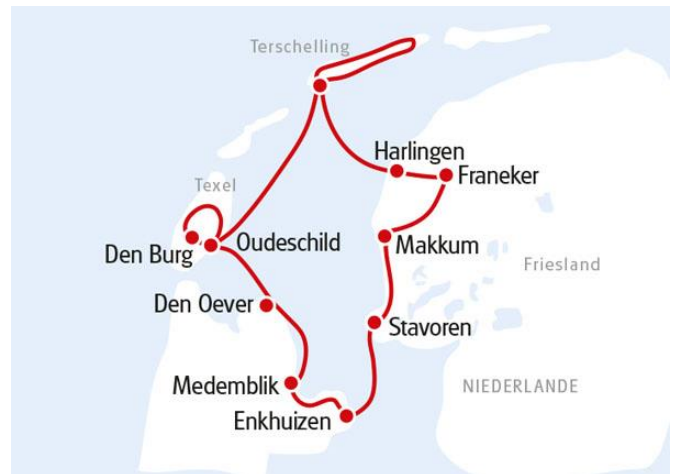 Terschelling
Harlingen
Franeker
Texel
Oudeschild
Den Burg
Makkum
Friesland
Den Oever
Stavoren
Medemblik
NIEDERLANDE
Enkhuizen